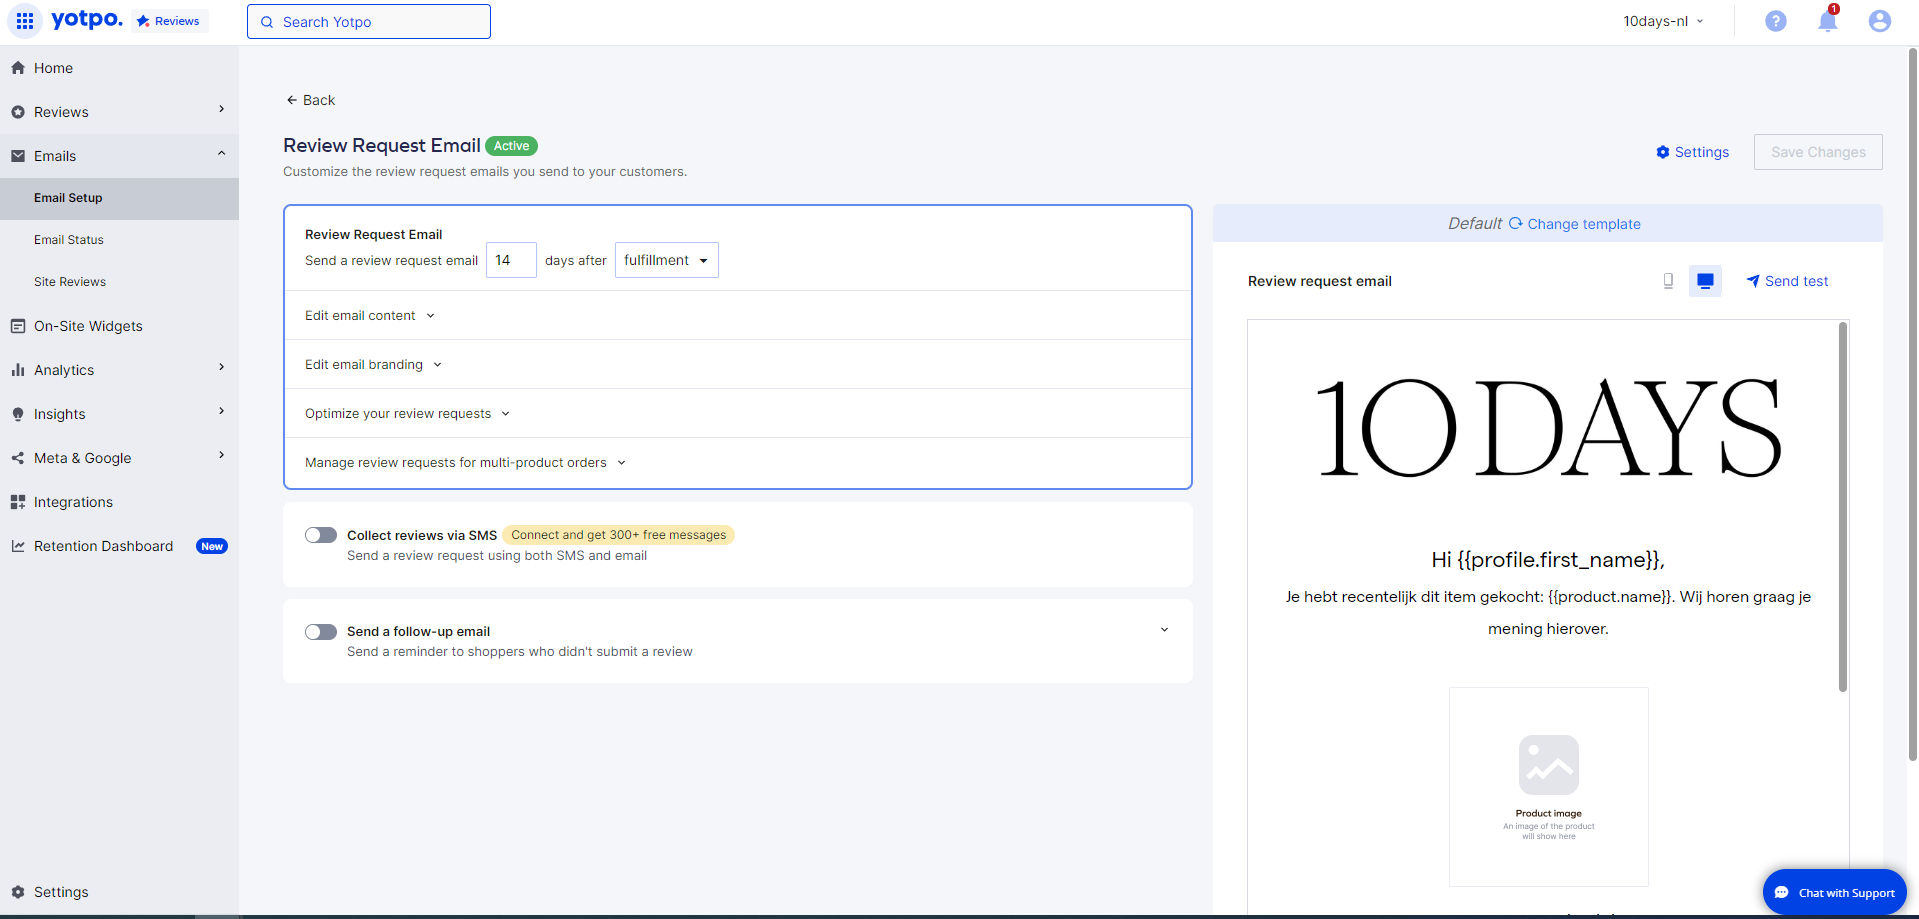 yotpo. Reviews
Search Yotpo
10days-nl
1
Home
Reviews
Emails
Email Setup
Email Status
Site Reviews
On-Site Widgets
Analytics
Insights
Meta & Google
Integrations
Retention Dashboard New
Settings
Back
Review Request Email Active
Customize the review request emails you send to your customers.
Settings
Save Changes
Review Request Email
Send a review request email 14 days after fulfillment
Edit email content
Edit email branding
Optimize your review requests
Manage review requests for multi-product orders
Collect reviews via SMS Connect and get 300+ free messages
Send a review request using both SMS and email
Send a follow-up email
Send a reminder to shoppers who didn't submit a review
Default Change template
Review request email
Send test
10DAYS
Hi {{profile.first_name}},
Je hebt recentelijk dit item gekocht: {{product.name}}. Wij horen graag je
mening hierover.
Product image
An image of the product
will show here
Chat with Support